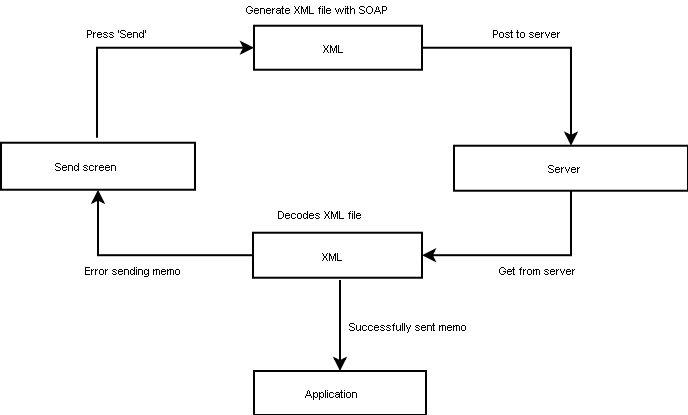 Generate XML file with SOAP
Press 'Send'
XML
Post to server
Send screen
Server
Decodes XML file
XML
Error sending memo
Get from server
Successfully sent memo
Application